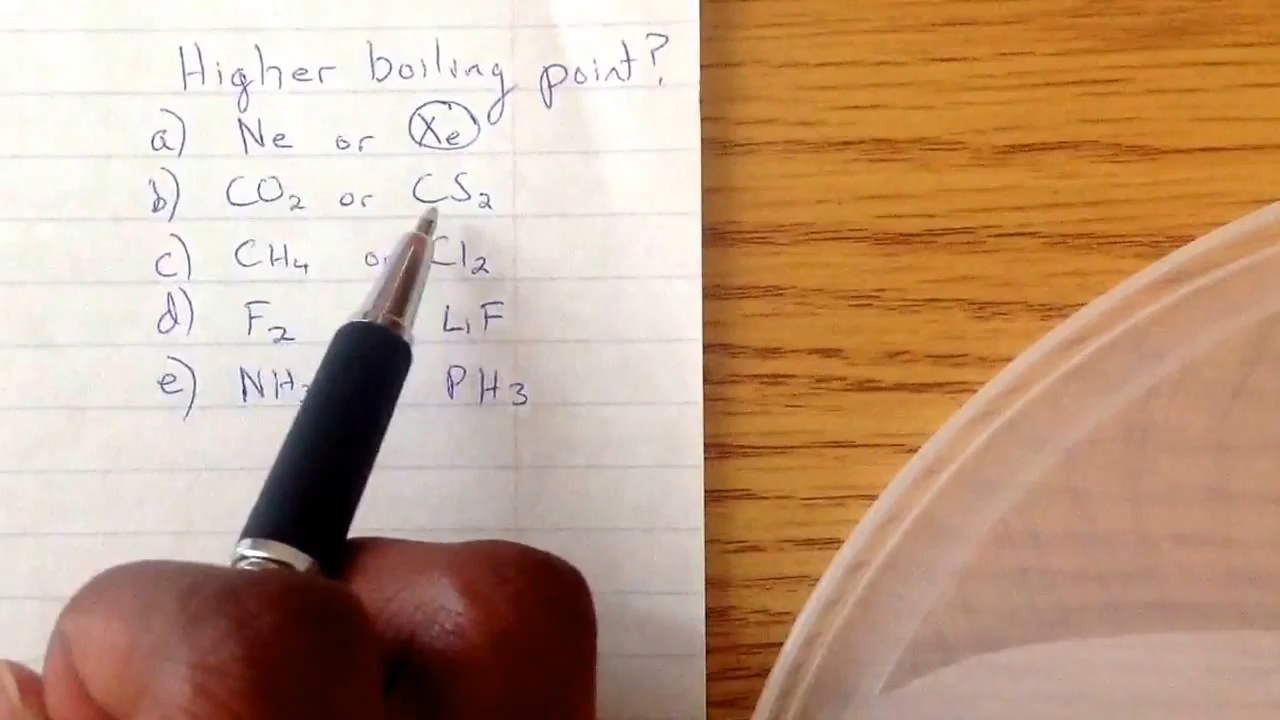 Higher boiling point?
a) Ne or Xe
b) CO₂ or CS₂
c) CH₄ Cl₂
d) F₂ LiF
e) PH₃